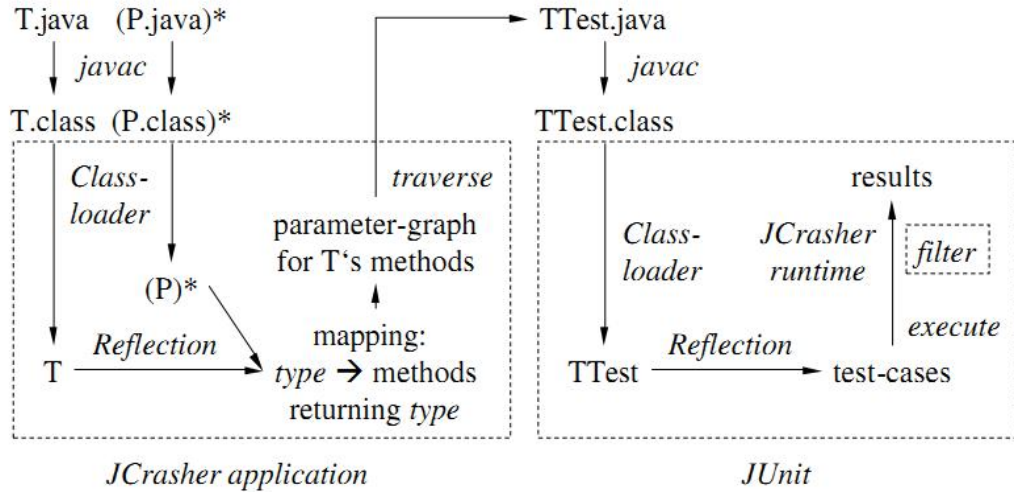 T.java (P.java)*
javac
T.class (P.class)*
Class-
loader
traverse
parameter-graph
for T‘s methods
(P)*
mapping:
Reflection
T
type → methods
returning type
JCrasher application
TTest.java
javac
TTest.class
results
Class-
loader
JCrasher
runtime
filter
execute
Reflection
TTest
test-cases
JUnit